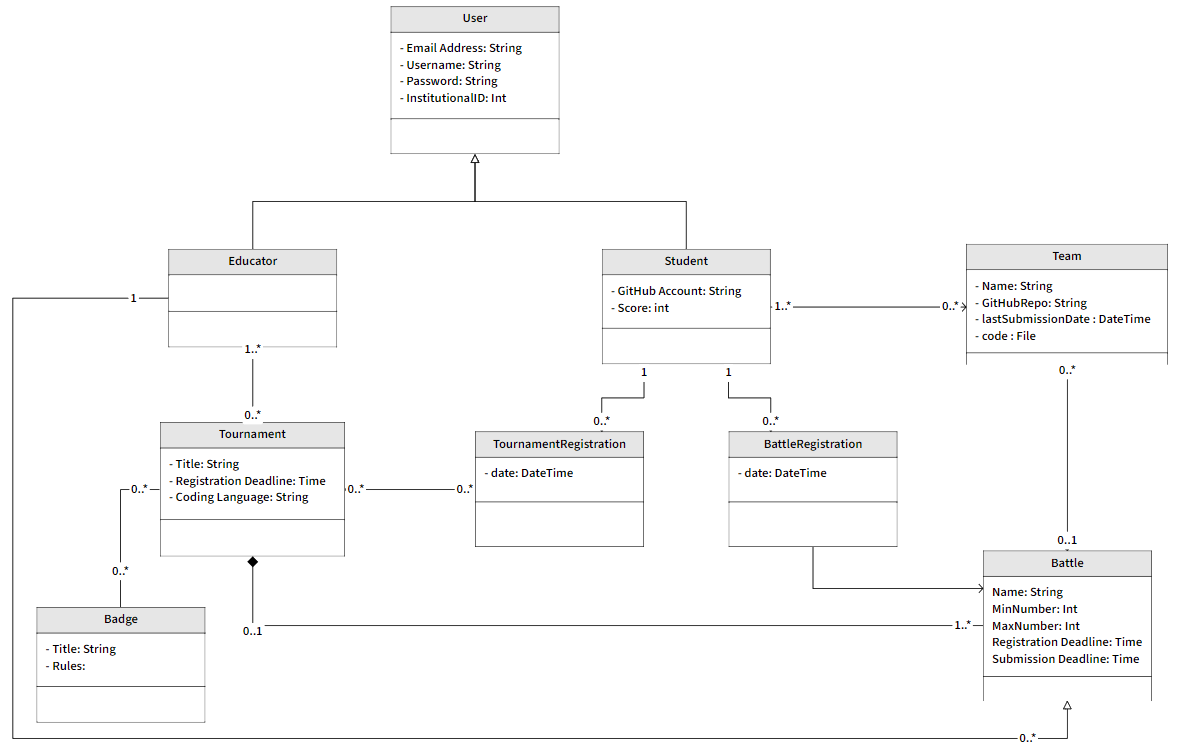 User
- Email Address: String
- Username: String
- Password: String
- InstitutionalID: Int
Educator
1
1..*
Student
- GitHub Account: String
- Score: int
1..*
0..*
Team
- Name: String
- GitHubRepo: String
- lastSubmissionDate : DateTime
- code : File
0..*
1
1
0..*
0..*
0..*
Tournament
- Title: String
- Registration Deadline: Time
- Coding Language: String
0..*
0..*
0..*
TournamentRegistration
- date: DateTime
BattleRegistration
- date: DateTime
0..*
0..1
Badge
- Title: String
- Rules:
0..1
1..*
Battle
Name: String
MinNumber: Int
MaxNumber: Int
Registration Deadline: Time
Submission Deadline: Time
0..*